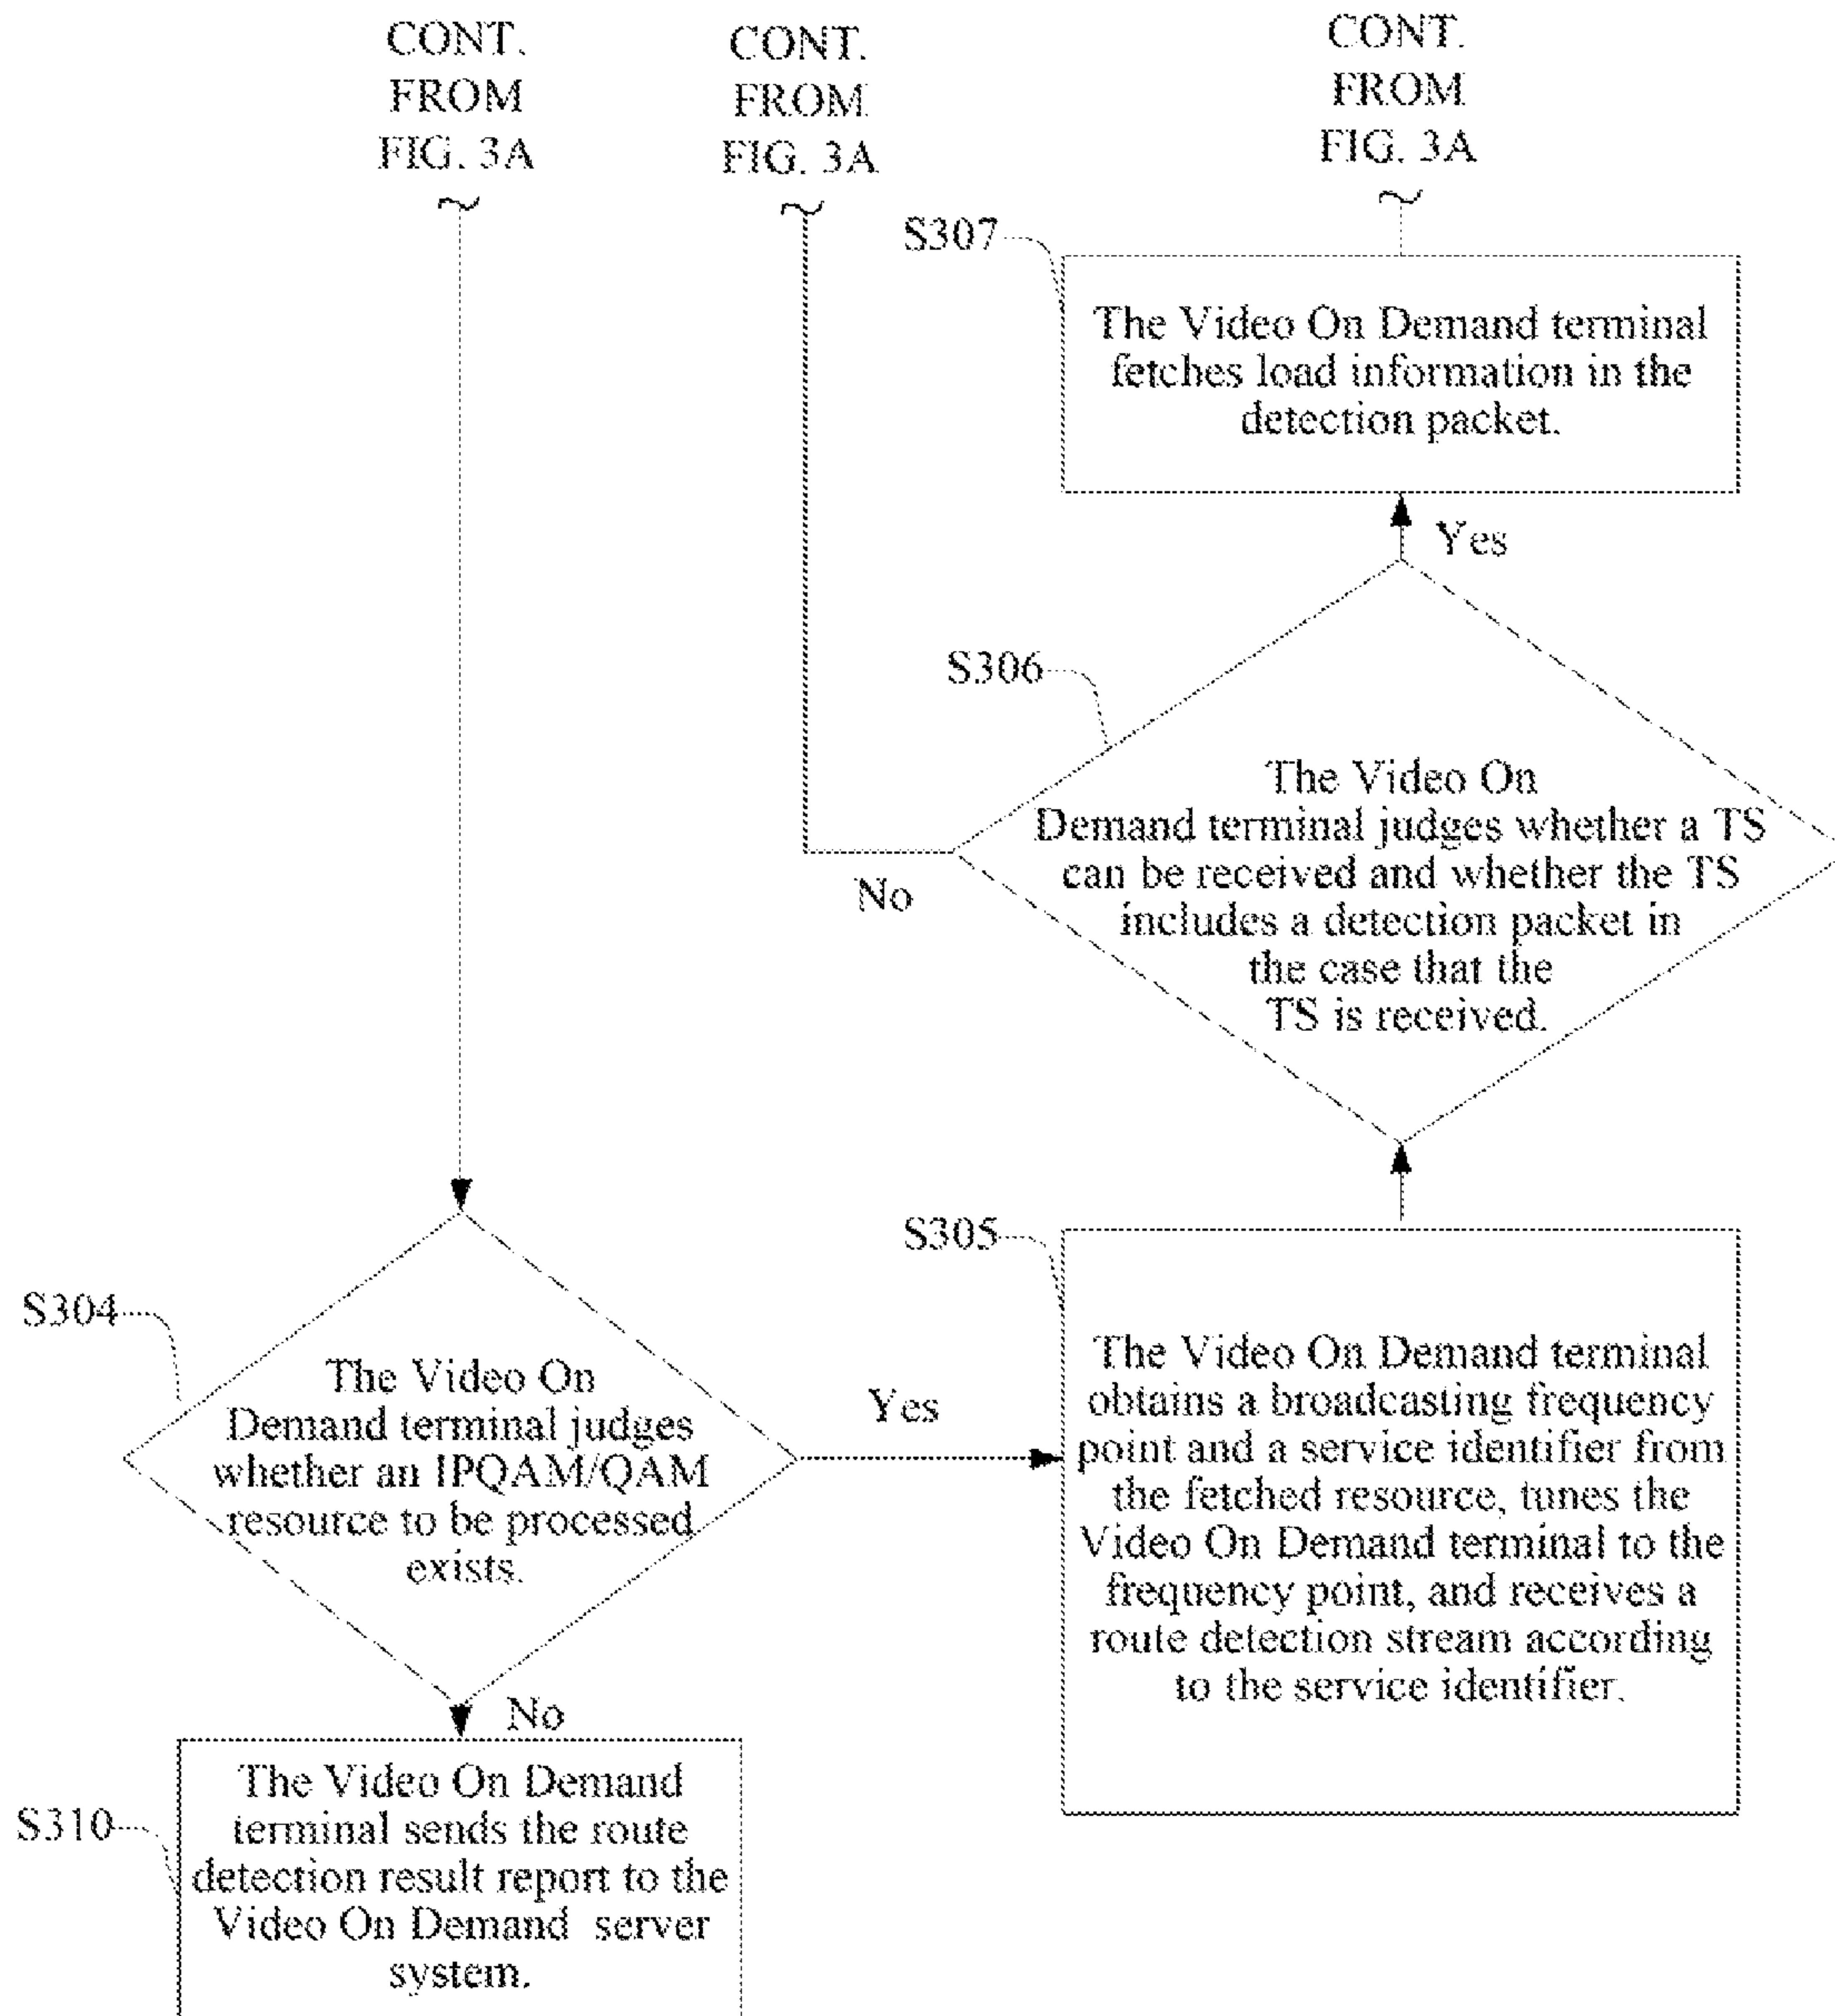 CONT.
FROM
FIG. 3A
CONT.
FROM
FIG. 3A
CONT.
FROM
FIG. 3A
S307
The Video On Demand terminal
fetches load information in the
detection packet.
Yes
S306
The Video On
Demand terminal judges whether a TS
can be received and whether the TS
includes a detection packet in
the case that the
TS is received.
No
S304
The Video On
Demand terminal judges
whether an IPQAM/QAM
resource to be processed
exists.
Yes
S305
The Video On Demand terminal
obtains a broadcasting frequency
point and a service identifier from
the fetched resource, tunes the
Video On Demand terminal to the
frequency point, and receives a
route detection stream according
to the service identifier.
No
S310
The Video On Demand
terminal sends the route
detection result report to the
Video On Demand server
system.